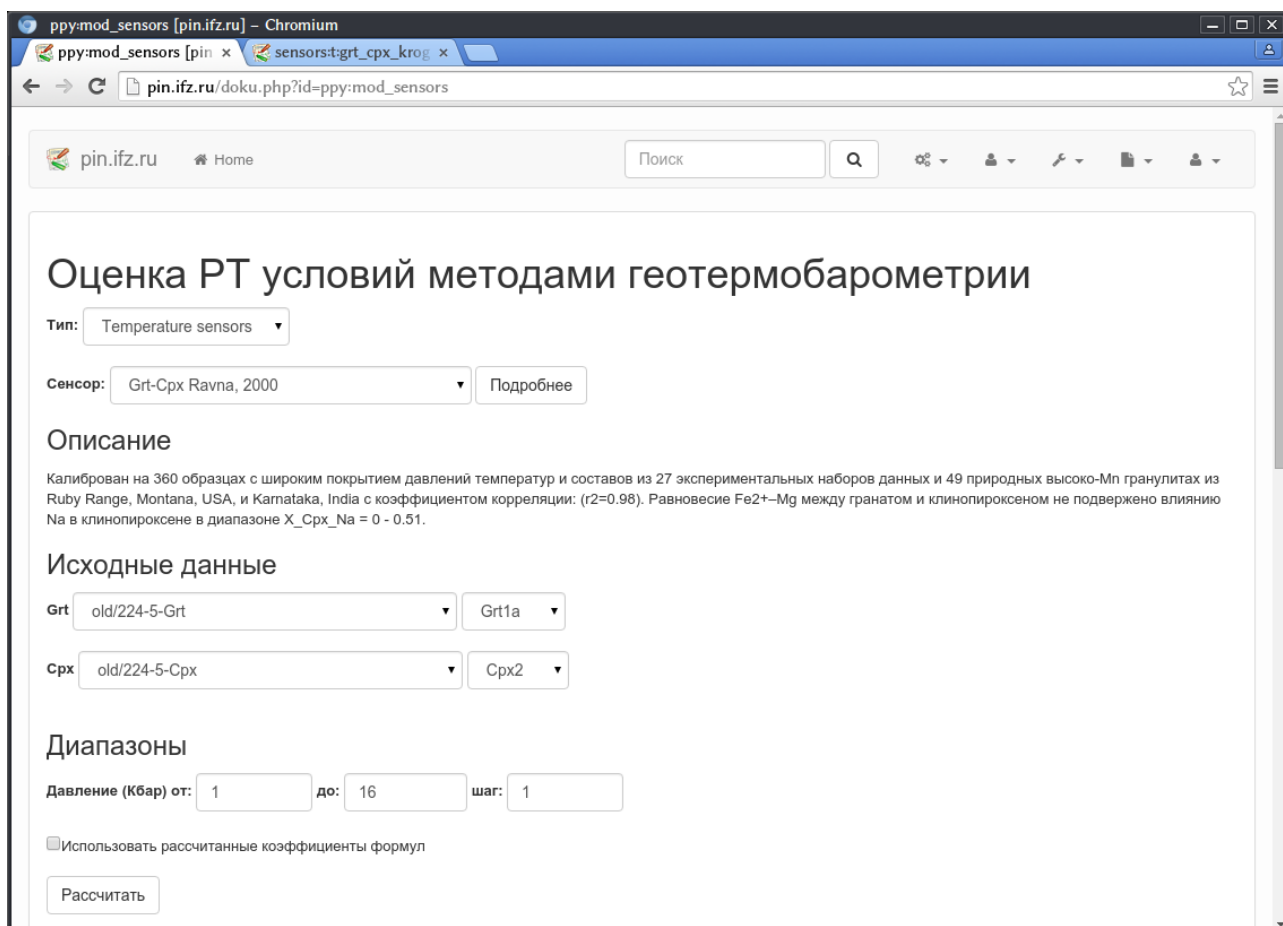 ppy:mod_sensors [pin.ifz.ru] – Chromium
ppy:mod_sensors [pin × sensors:t:grt_cpx_krog ×
pin.ifz.ru/doku.php?id=ppy:mod_sensors
pin.ifz.ru Home Поиск
Оценка PT условий методами геотермобарометрии
Тип: Temperature sensors
Сенсор: Grt-Cpx Ravna, 2000 Подробнее
Описание
Калиброван на 360 образцах с широким покрытием давлений температур и составов из 27 экспериментальных наборов данных и 49 природных высоко-Mn гранулитах из
Ruby Range, Montana, USA, и Karnataka, India с коэффициентом корреляции: (r2=0.98). Равновесие Fe2+–Mg между гранатом и клинопироксеном не подвержено влиянию
Na в клинопироксене в диапазоне X_Cpx_Na = 0 - 0.51.
Исходные данные
Grt old/224-5-Grt Grt1a
Cpx old/224-5-Cpx Cpx2
Диапазоны
Давление (Кбар) от: 1 до: 16 шаг: 1
Использовать рассчитанные коэффициенты формул
Рассчитать